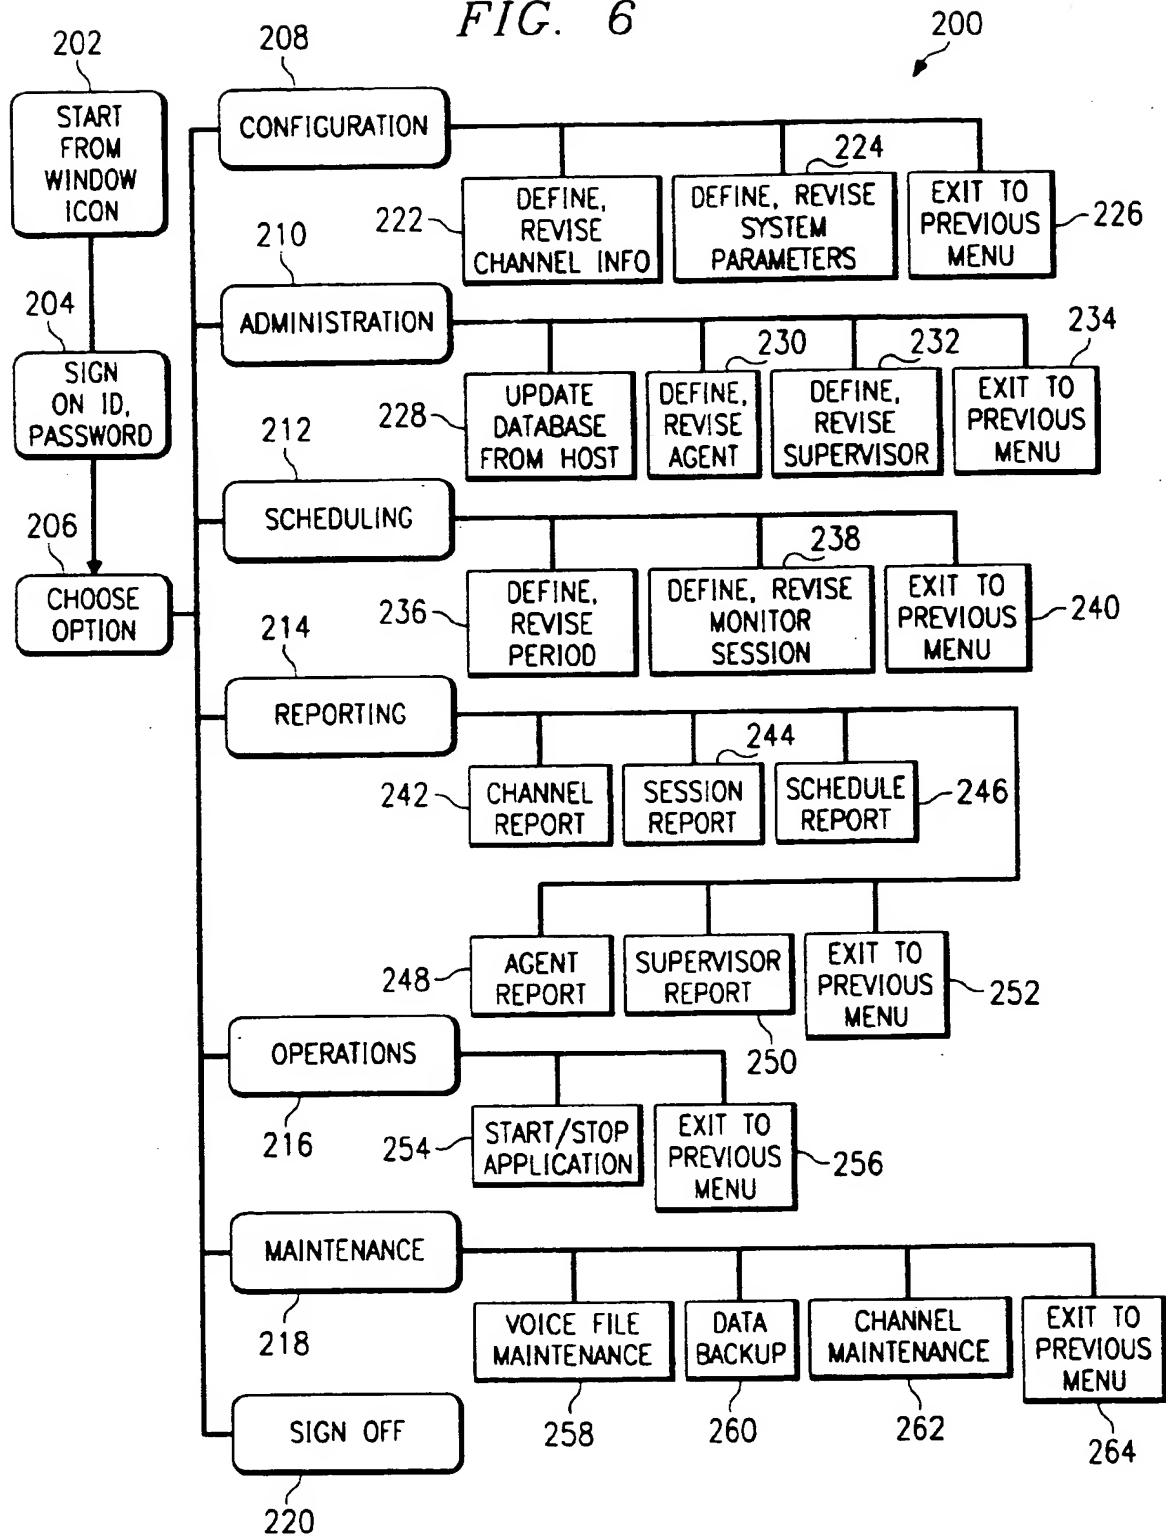 FIG. 6
200
202
START
FROM
WINDOW
ICON
204
SIGN
ON ID,
PASSWORD
206
CHOOSE
OPTION
208
CONFIGURATION
222
DEFINE,
REVISE
CHANNEL INFO
224
DEFINE, REVISE
SYSTEM
PARAMETERS
EXIT TO
PREVIOUS
MENU
226
210
ADMINISTRATION
228
UPDATE
DATABASE
FROM HOST
230
DEFINE,
REVISE
AGENT
232
DEFINE,
REVISE
SUPERVISOR
234
EXIT TO
PREVIOUS
MENU
212
SCHEDULING
236
DEFINE,
REVISE
PERIOD
238
DEFINE, REVISE
MONITOR
SESSION
EXIT TO
PREVIOUS
MENU
240
214
REPORTING
242
CHANNEL
REPORT
244
SESSION
REPORT
SCHEDULE
REPORT
246
248
AGENT
REPORT
SUPERVISOR
REPORT
250
EXIT TO
PREVIOUS
MENU
252
OPERATIONS
216
254
START/STOP
APPLICATION
EXIT TO
PREVIOUS
MENU
256
MAINTENANCE
218
VOICE FILE
MAINTENANCE
258
DATA
BACKUP
260
CHANNEL
MAINTENANCE
262
EXIT TO
PREVIOUS
MENU
264
SIGN OFF
220